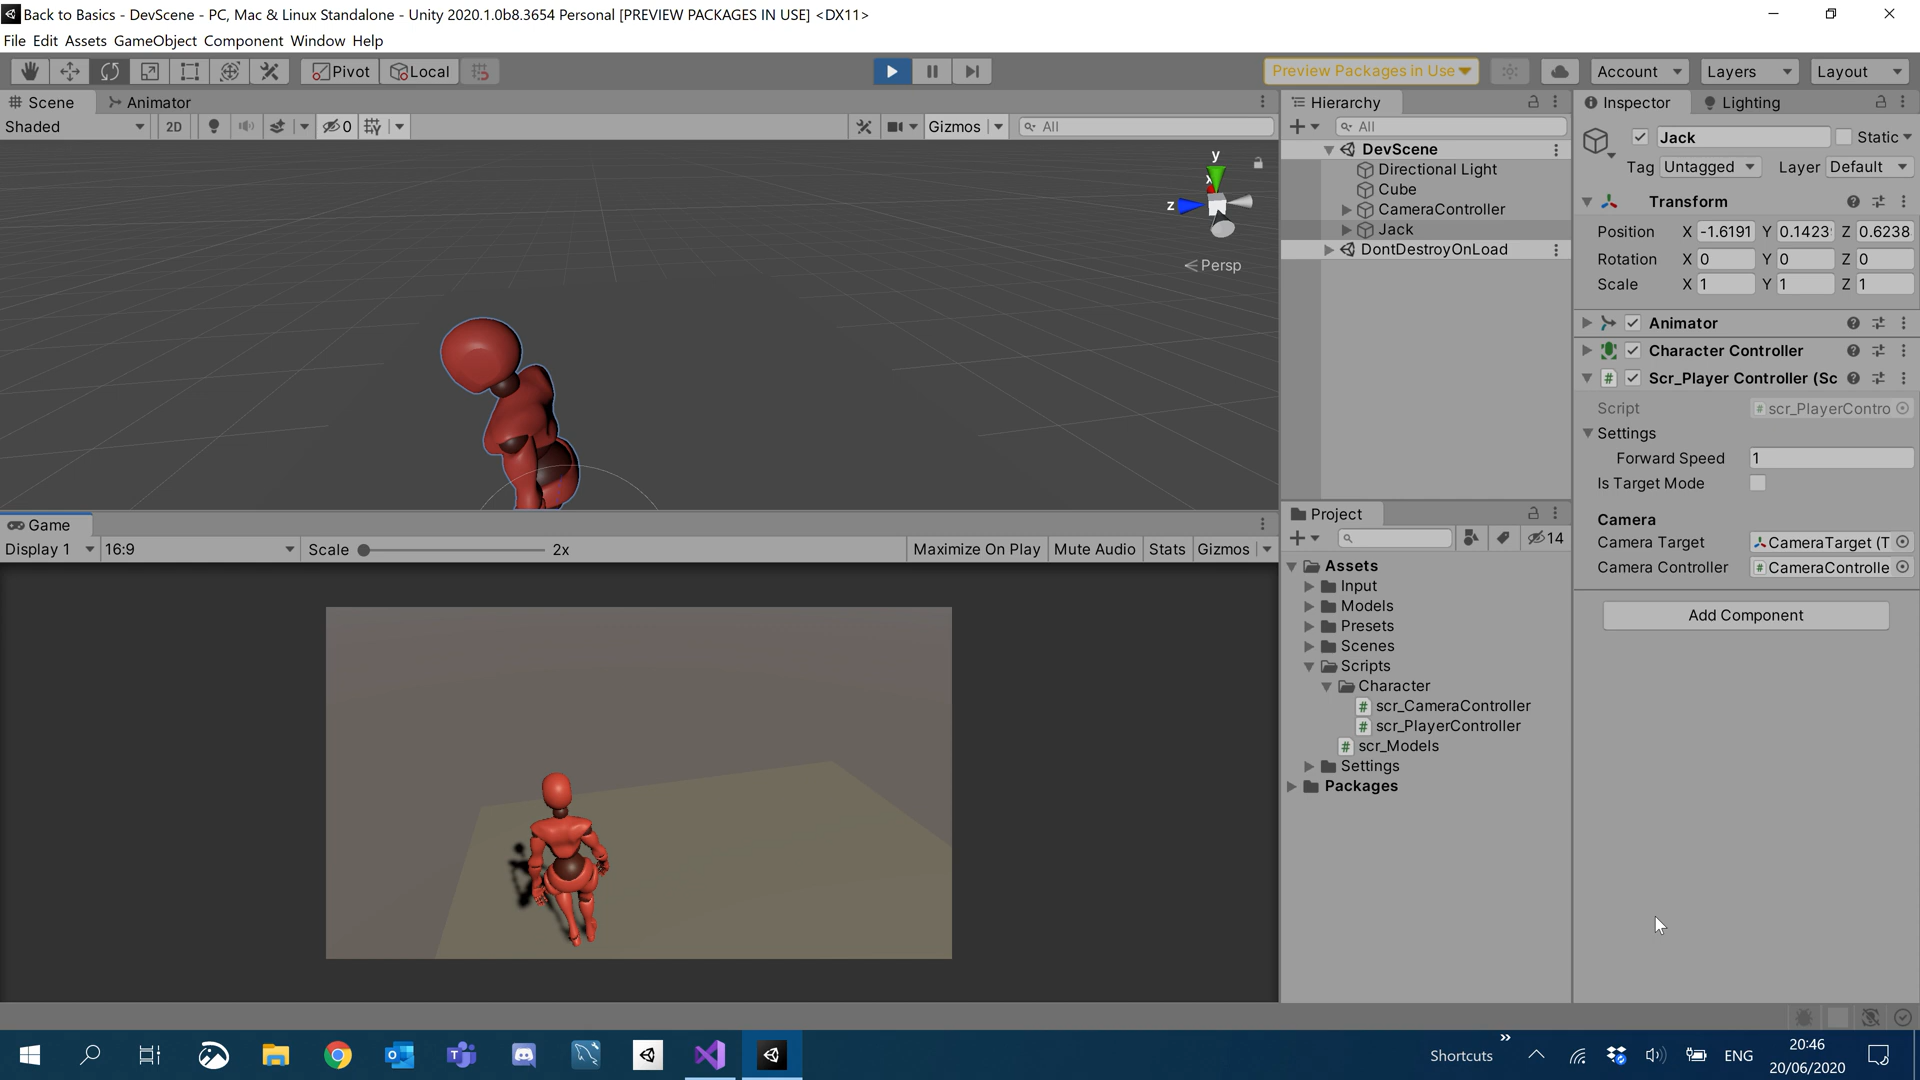 Back to Basics - DevScene - PC, Mac & Linux Standalone - Unity 2020.1.0b8.3654 Personal [PREVIEW PACKAGES IN USE] <DX11>
File Edit Assets GameObject Component Window Help
Pivot Local Preview Packages in Use Account Layers Layout
Scene Animator
Shaded 2D 0 Gizmos All
y
x
z
Persp
Game
Display 1 16:9 Scale 2x Maximize On Play Mute Audio Stats Gizmos
Hierarchy
All
DevScene
Directional Light
Cube
CameraController
Jack
DontDestroyOnLoad
Project
14
Assets
Input
Models
Presets
Scenes
Scripts
Character
scr_CameraController
scr_PlayerController
scr_Models
Settings
Packages
Inspector Lighting
Jack Static
Tag Untagged Layer Default
Transform
Position X -1.6191 Y 0.1423 Z 0.6238
Rotation X 0 Y 0 Z 0
Scale X 1 Y 1 Z 1
Animator
Character Controller
# Scr_Player Controller (Sc
Script # scr_PlayerContro
Settings
Forward Speed 1
Is Target Mode
Camera
Camera Target CameraTarget (T
Camera Controller # CameraControlle
Add Component
Shortcuts ENG 20:46
20/06/2020